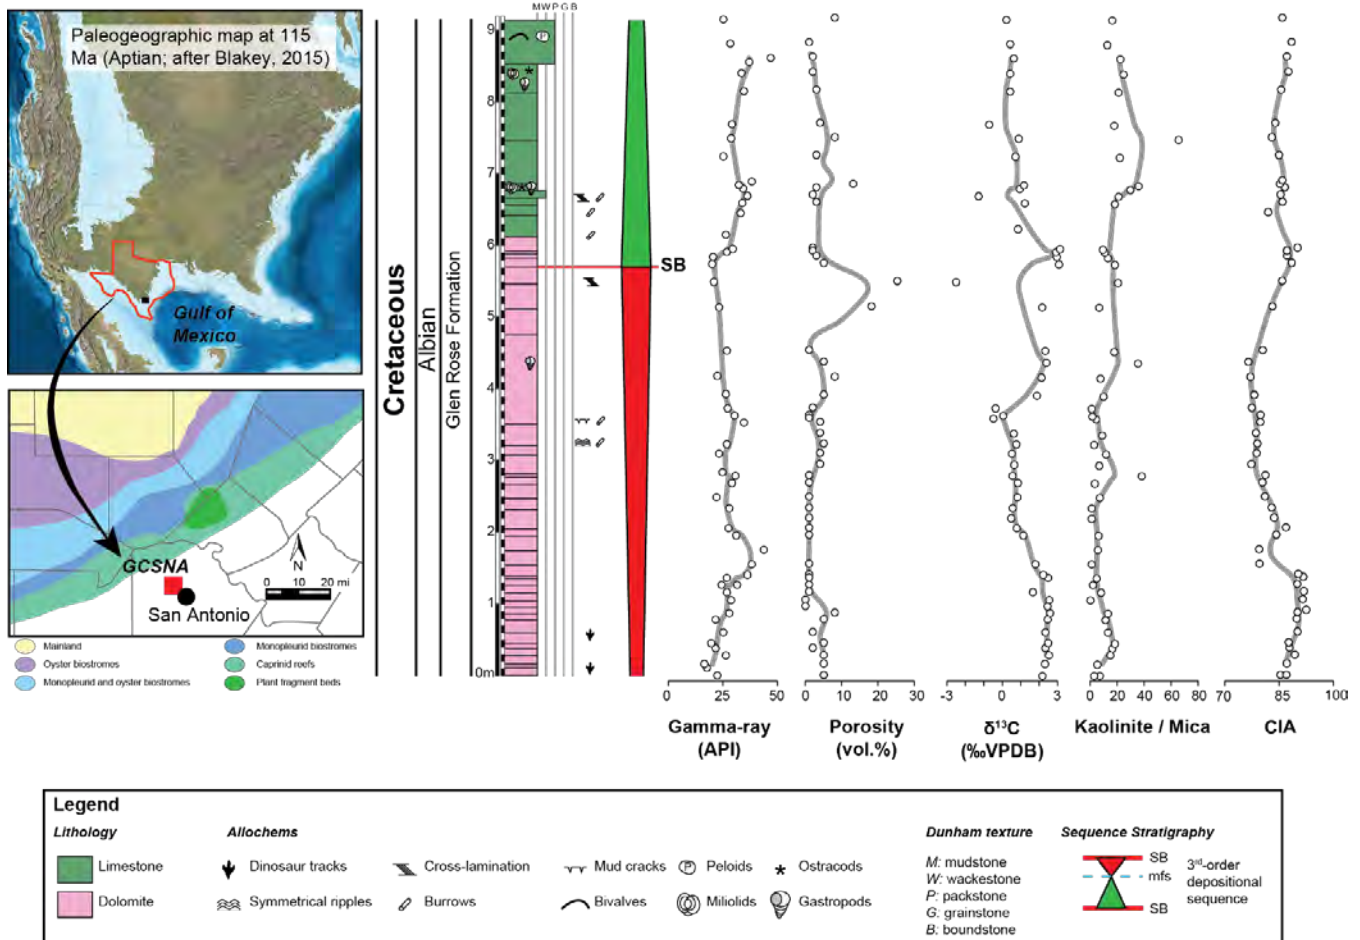 Paleogeographic map at 115
Ma (Aptian; after Blakey, 2015)
Gulf of
Mexico
GCSNA
San Antonio
N
0 10 20 mi
Mainland
Oyster biostromes
Monopleurid and oyster biostromes
Monopleurid biostromes
Caprinid reefs
Plant fragment beds
Cretaceous
Albian
Glen Rose Formation
M W P G B
9
8
7
6
5
4
3
2
1
0m
P
SB
0 25 50
Gamma-ray
(API)
0 10 20 30
Porosity
(vol.%)
-3 0 3
δ¹³C
(‰VPDB)
0 20 40 60 80
Kaolinite / Mica
70 85 100
CIA
Legend
Lithology
Limestone
Dolomite
Allochems
Dinosaur tracks
Cross-lamination
Mud cracks
P Peloids
Ostracods
Symmetrical ripples
Burrows
Bivalves
Miliolids
Gastropods
Dunham texture
M: mudstone
W: wackestone
P: packstone
G: grainstone
B: boundstone
Sequence Stratigraphy
SB
mfs
SB
3rd-order
depositional
sequence